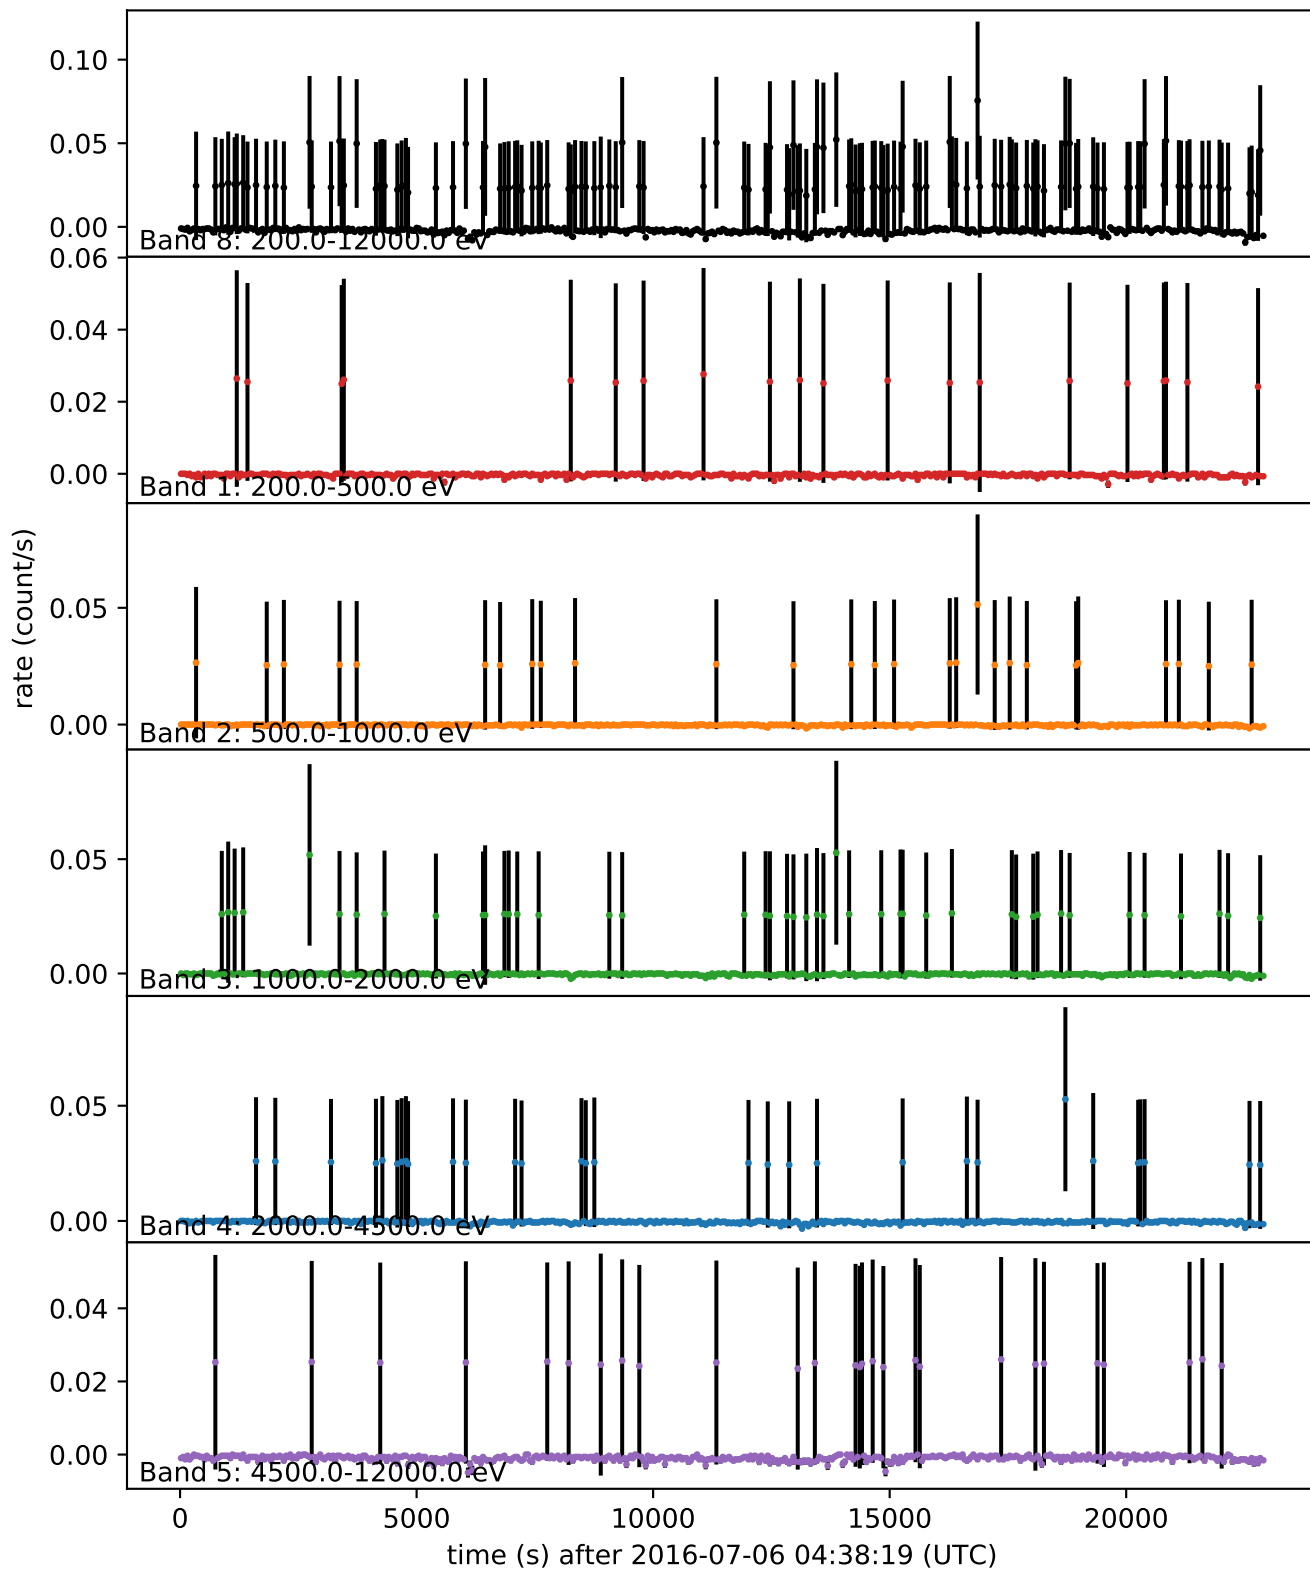 0.10
0.05
0.00
Band 8: 200.0-12000.0 eV
0.06
0.04
0.02
0.00
Band 1: 200.0-500.0 eV
0.05
0.00
Band 2: 500.0-1000.0 eV
rate (count/s)
0.05
0.00
Band 3: 1000.0-2000.0 eV
0.05
0.00
Band 4: 2000.0-4500.0 eV
0.04
0.02
0.00
Band 5: 4500.0-12000.0 eV
0 5000 10000 15000 20000
time (s) after 2016-07-06 04:38:19 (UTC)